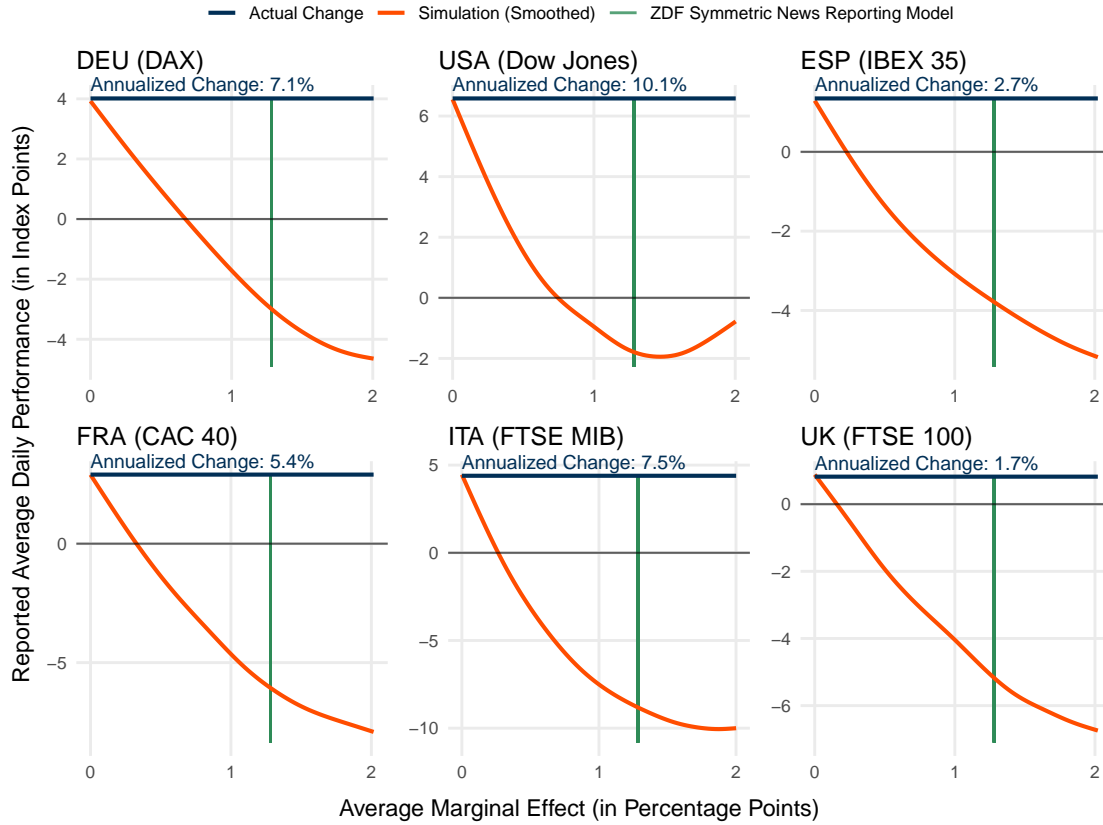 Actual Change Simulation (Smoothed) ZDF Symmetric News Reporting Model
DEU (DAX)
Annualized Change: 7.1%
4
2
0
−2
−4
0 1 2
USA (Dow Jones)
Annualized Change: 10.1%
6
4
2
0
−2
0 1 2
ESP (IBEX 35)
Annualized Change: 2.7%
0
−2
−4
0 1 2
FRA (CAC 40)
Annualized Change: 5.4%
0
−5
0 1 2
ITA (FTSE MIB)
Annualized Change: 7.5%
5
0
−5
−10
0 1 2
UK (FTSE 100)
Annualized Change: 1.7%
0
−2
−4
−6
0 1 2
Reported Average Daily Performance (in Index Points)
Average Marginal Effect (in Percentage Points)